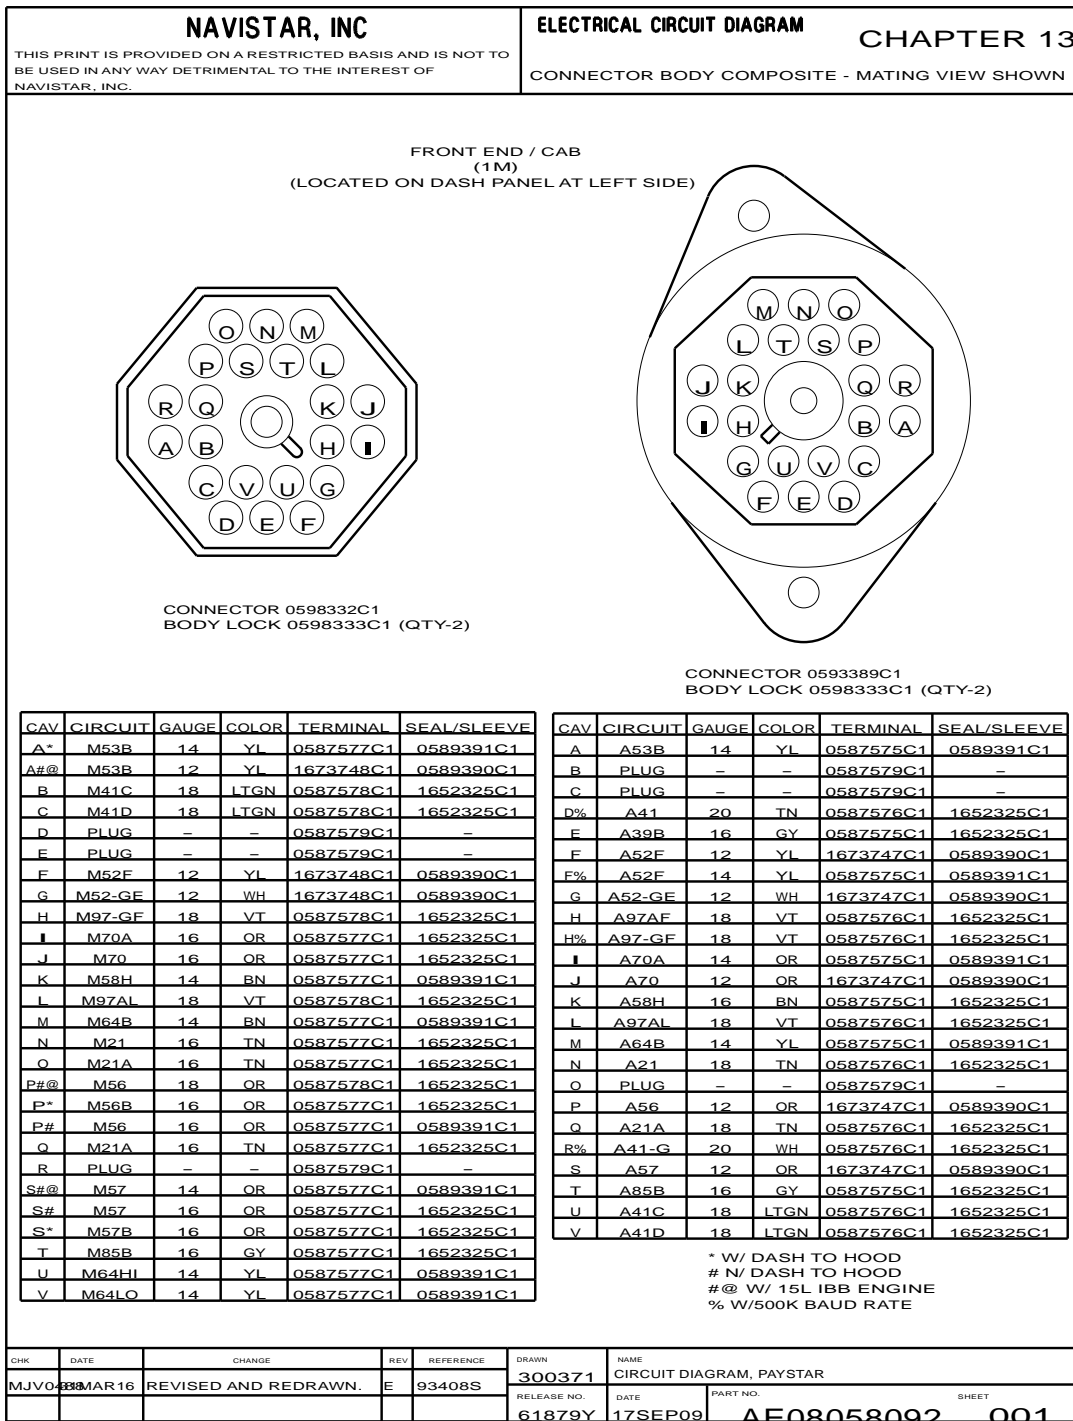 NAVISTAR, INC
THIS PRINT IS PROVIDED ON A RESTRICTED BASIS AND IS NOT TO
BE USED IN ANY WAY DETRIMENTAL TO THE INTEREST OF
NAVISTAR, INC.
ELECTRICAL CIRCUIT DIAGRAM
CHAPTER 13
CONNECTOR BODY COMPOSITE - MATING VIEW SHOWN
FRONT END / CAB
(1M)
(LOCATED ON DASH PANEL AT LEFT SIDE)
O N M
P S T L
R Q K J
A B H I
C V U G
D E F
CONNECTOR 0598332C1
BODY LOCK 0598333C1 (QTY-2)
M N O
L T S P
J K Q R
I H B A
G U V C
F E D
CONNECTOR 0593389C1
BODY LOCK 0598333C1 (QTY-2)
CAV CIRCUIT GAUGE COLOR TERMINAL SEAL/SLEEVE
A* M53B 14 YL 0587577C1 0589391C1
A#@ M53B 12 YL 1673748C1 0589390C1
B M41C 18 LTGN 0587578C1 1652325C1
C M41D 18 LTGN 0587578C1 1652325C1
D PLUG – – 0587579C1 –
E PLUG – – 0587579C1 –
F M52F 12 YL 1673748C1 0589390C1
G M52-GE 12 WH 1673748C1 0589390C1
H M97-GF 18 VT 0587578C1 1652325C1
I M70A 16 OR 0587577C1 1652325C1
J M70 16 OR 0587577C1 1652325C1
K M58H 14 BN 0587577C1 0589391C1
L M97AL 18 VT 0587578C1 1652325C1
M M64B 14 BN 0587577C1 0589391C1
N M21 16 TN 0587577C1 1652325C1
O M21A 16 TN 0587577C1 1652325C1
P#@ M56 18 OR 0587578C1 1652325C1
P* M56B 16 OR 0587577C1 1652325C1
P# M56 16 OR 0587577C1 0589391C1
Q M21A 16 TN 0587577C1 1652325C1
R PLUG – – 0587579C1 –
S#@ M57 14 OR 0587577C1 0589391C1
S# M57 16 OR 0587577C1 1652325C1
S* M57B 16 OR 0587577C1 1652325C1
T M85B 16 GY 0587577C1 1652325C1
U M64HI 14 YL 0587577C1 0589391C1
V M64LO 14 YL 0587577C1 0589391C1
CAV CIRCUIT GAUGE COLOR TERMINAL SEAL/SLEEVE
A A53B 14 YL 0587575C1 0589391C1
B PLUG – – 0587579C1 –
C PLUG – – 0587579C1 –
D% A41 20 TN 0587576C1 1652325C1
E A39B 16 GY 0587575C1 1652325C1
F A52F 12 YL 1673747C1 0589390C1
F% A52F 14 YL 0587575C1 0589391C1
G A52-GE 12 WH 1673747C1 0589390C1
H A97AF 18 VT 0587576C1 1652325C1
H% A97-GF 18 VT 0587576C1 1652325C1
I A70A 14 OR 0587575C1 0589391C1
J A70 12 OR 1673747C1 0589390C1
K A58H 16 BN 0587575C1 1652325C1
L A97AL 18 VT 0587576C1 1652325C1
M A64B 14 YL 0587575C1 0589391C1
N A21 18 TN 0587576C1 1652325C1
O PLUG – – 0587579C1 –
P A56 12 OR 1673747C1 0589390C1
Q A21A 18 TN 0587576C1 1652325C1
R% A41-G 20 WH 0587576C1 1652325C1
S A57 12 OR 1673747C1 0589390C1
T A85B 16 GY 0587575C1 1652325C1
U A41C 18 LTGN 0587576C1 1652325C1
V A41D 18 LTGN 0587576C1 1652325C1
* W/ DASH TO HOOD
# N/ DASH TO HOOD
#@ W/ 15L IBB ENGINE
% W/500K BAUD RATE
CHK DATE CHANGE REV REFERENCE
REVISED AND REDRAWN. E 93408S
DRAWN
300371
NAME
CIRCUIT DIAGRAM, PAYSTAR
RELEASE NO.
61879Y
DATE
17SEP09
PART NO.
AE08058092
SHEET
001